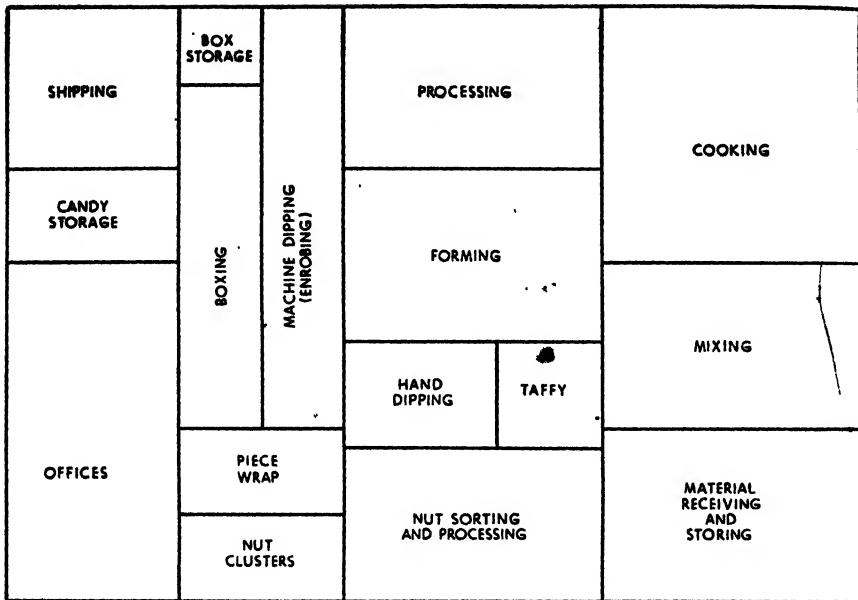 SHIPPING
CANDY
STORAGE
OFFICES
BOX
STORAGE
BOXING
MACHINE DIPPING
(ENROBING)
PIECE
WRAP
NUT
CLUSTERS
PROCESSING
FORMING
HAND
DIPPING
TAFFY
NUT SORTING
AND PROCESSING
COOKING
MIXING
MATERIAL
RECEIVING
AND
STORING